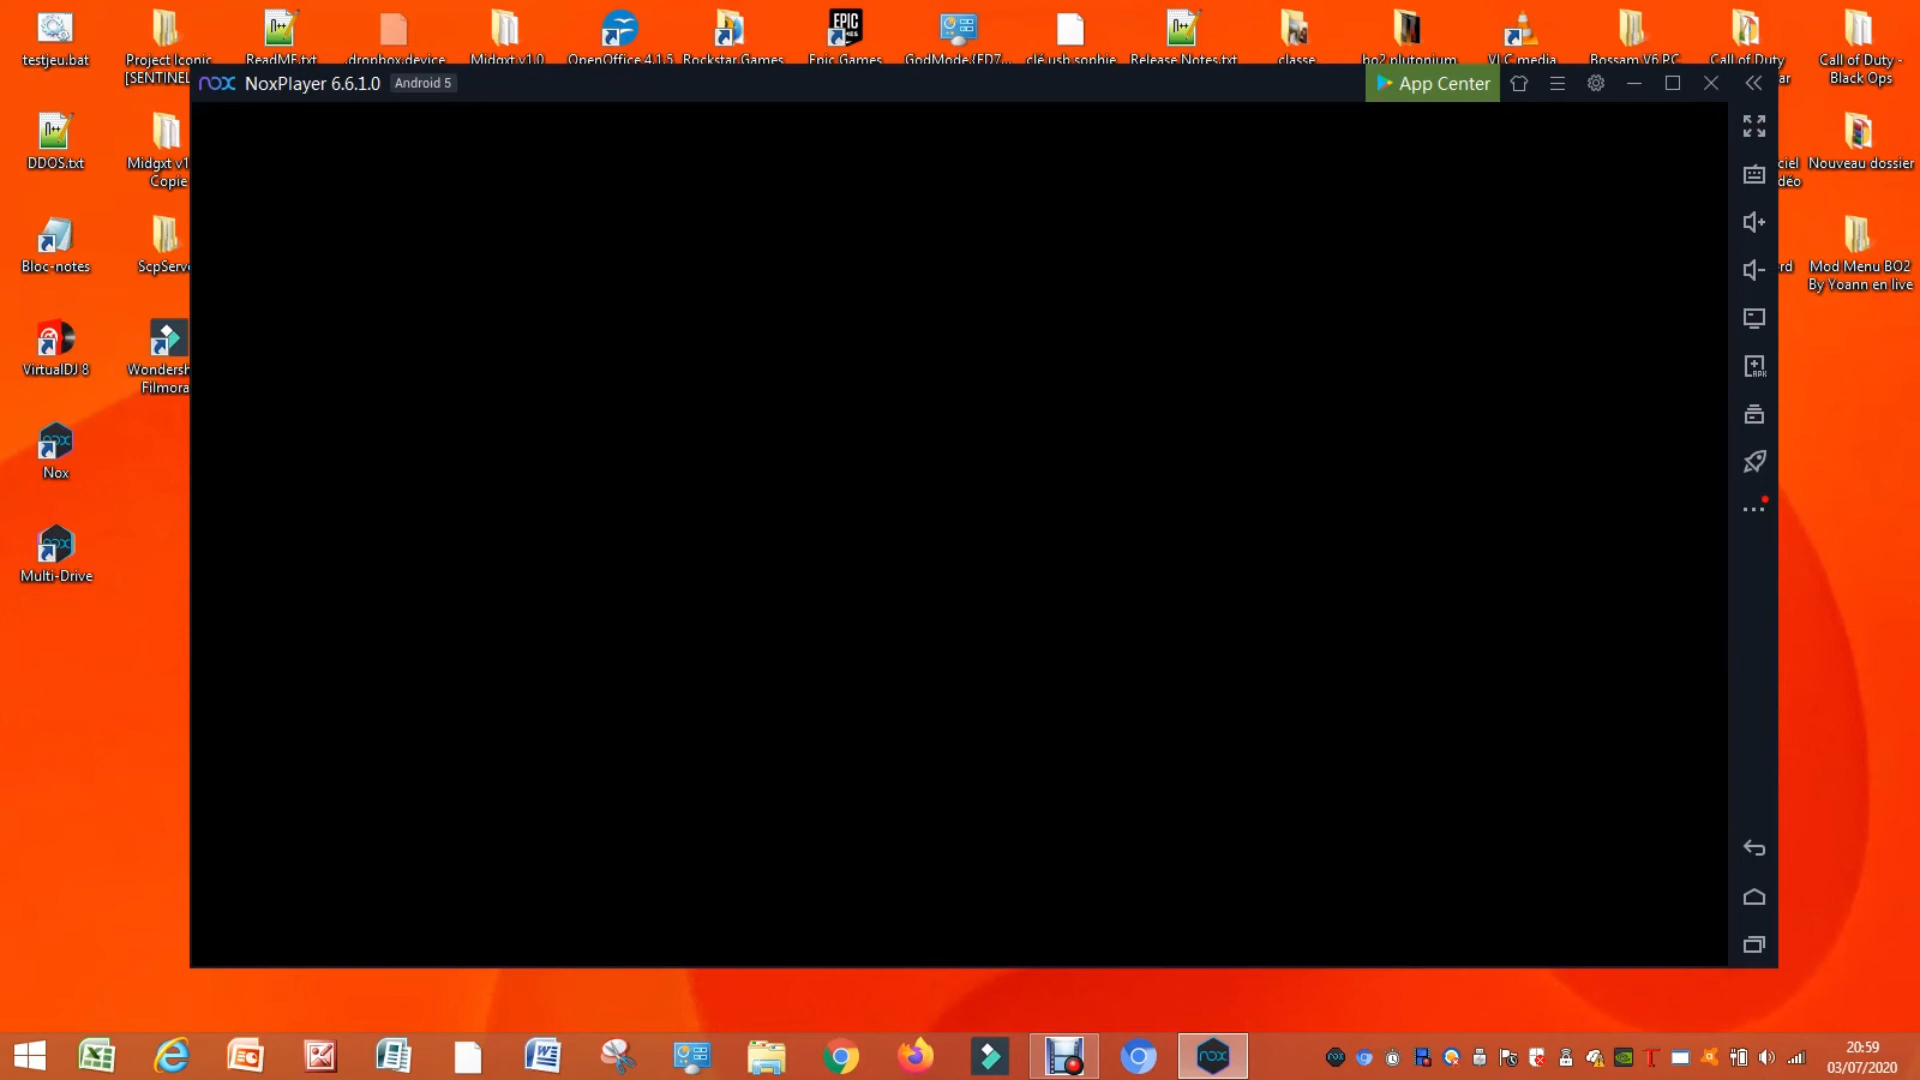 testjeu.bat
Project Iconic
[SENTINEL
ReadME.txt
.dropbox.device
Midgxt v1.0
OpenOffice 4.1.5
Rockstar Games
Epic Games
GodMode.{ED7...
clé usb sophie
Release Notes.txt
classe
bo2 plutonium
VLC media
Bossam V6 PC
Call of Duty
ar
Call of Duty -
Black Ops
nox NoxPlayer 6.6.1.0 Android 5
App Center
DDOS.txt
Midgxt v1
Copie
ciel
déo
Nouveau dossier
Bloc-notes
ScpServ
rd
Mod Menu BO2
By Yoann en live
VirtualDJ 8
Wondersh
Filmora
APK
Nox
Multi-Drive
20:59
03/07/2020